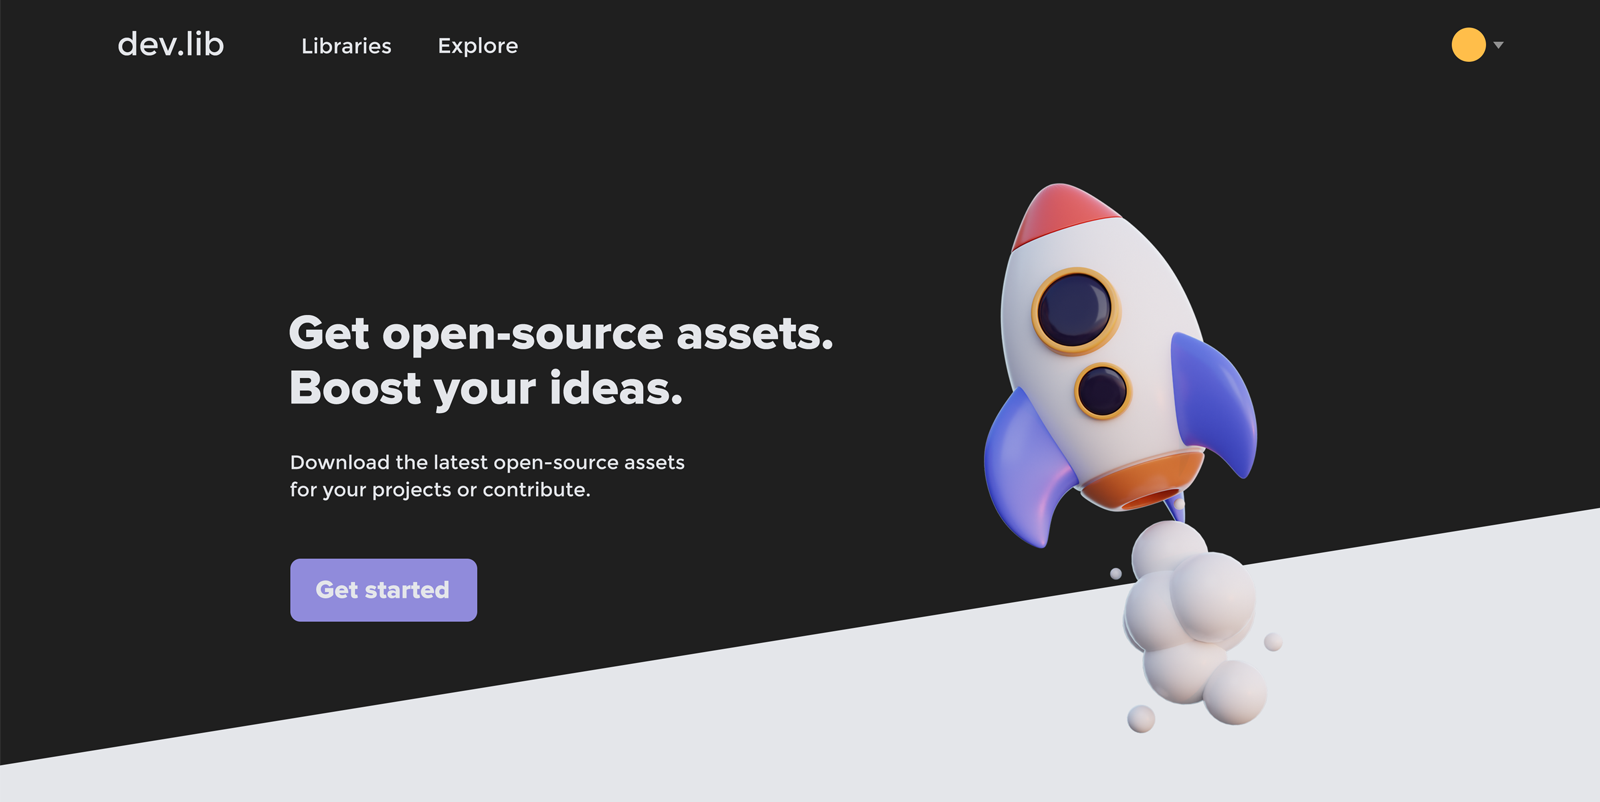 dev.lib
Libraries
Explore
Get open-source assets.
Boost your ideas.
Download the latest open-source assets
for your projects or contribute.
Get started